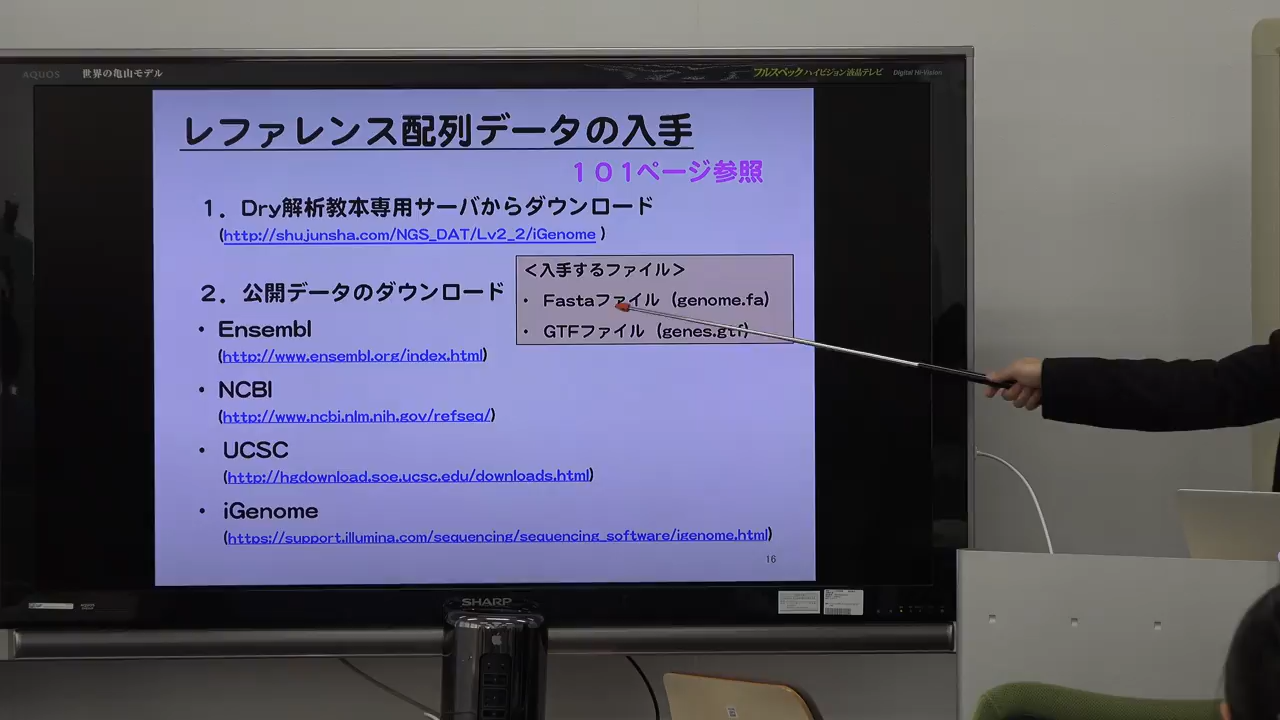 AQUOS 世界の亀山モデル
フルスペックハイビジョン液晶テレビ Digital Hi-Vision
レファレンス配列データの入手
101ページ参照
1. Dry解析教本専用サーバからダウンロード
(http://shujunsha.com/NGS_DAT/Lv2_2/iGenome )
2. 公開データのダウンロード
<入手するファイル>
・ Fastaファイル (genome.fa)
・ GTFファイル (genes.gtf)
・ Ensembl
(http://www.ensembl.org/index.html)
・ NCBI
(http://www.ncbi.nlm.nih.gov/refseq/)
・ UCSC
(http://hgdownload.soe.ucsc.edu/downloads.html)
・ iGenome
(https://support.illumina.com/sequencing/sequencing_software/igenome.html)
16
SHARP